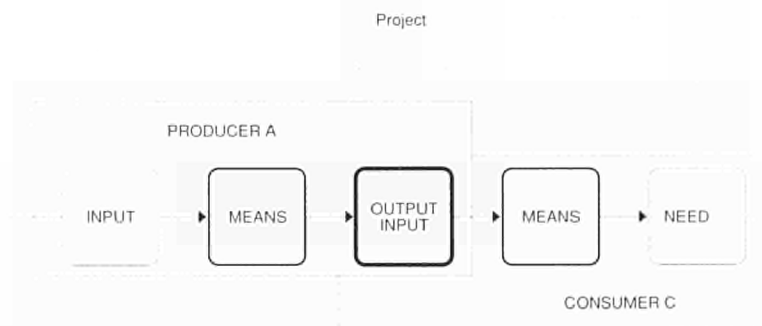 Project
PRODUCER A
INPUT
MEANS
OUTPUT
INPUT
MEANS
NEED
CONSUMER C